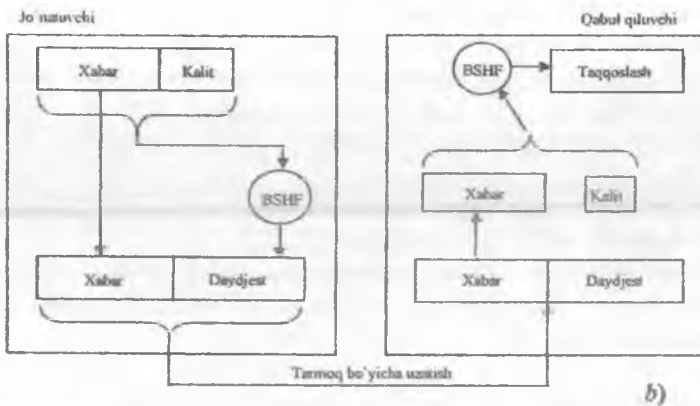 Jo`natuvchi
Qabul qiluvchi
Xabar Kalit
BSHF
Xabar Daydjest
BSHF
Taqqoslash
Xabar Kalit
Xabar Daydjest
Tarmoq bo`yicha uzatish
b)